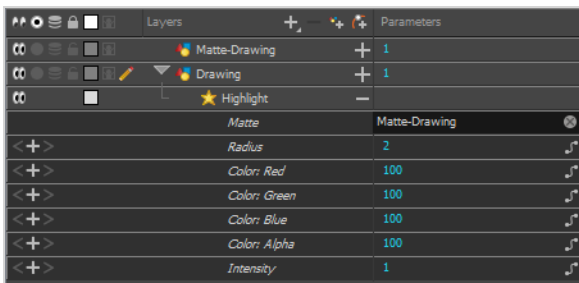 Layers Parameters
Matte-Drawing 1
Drawing 1
Highlight
Matte Matte-Drawing
Radius 2
Color: Red 100
Color: Green 100
Color: Blue 100
Color: Alpha 100
Intensity 1